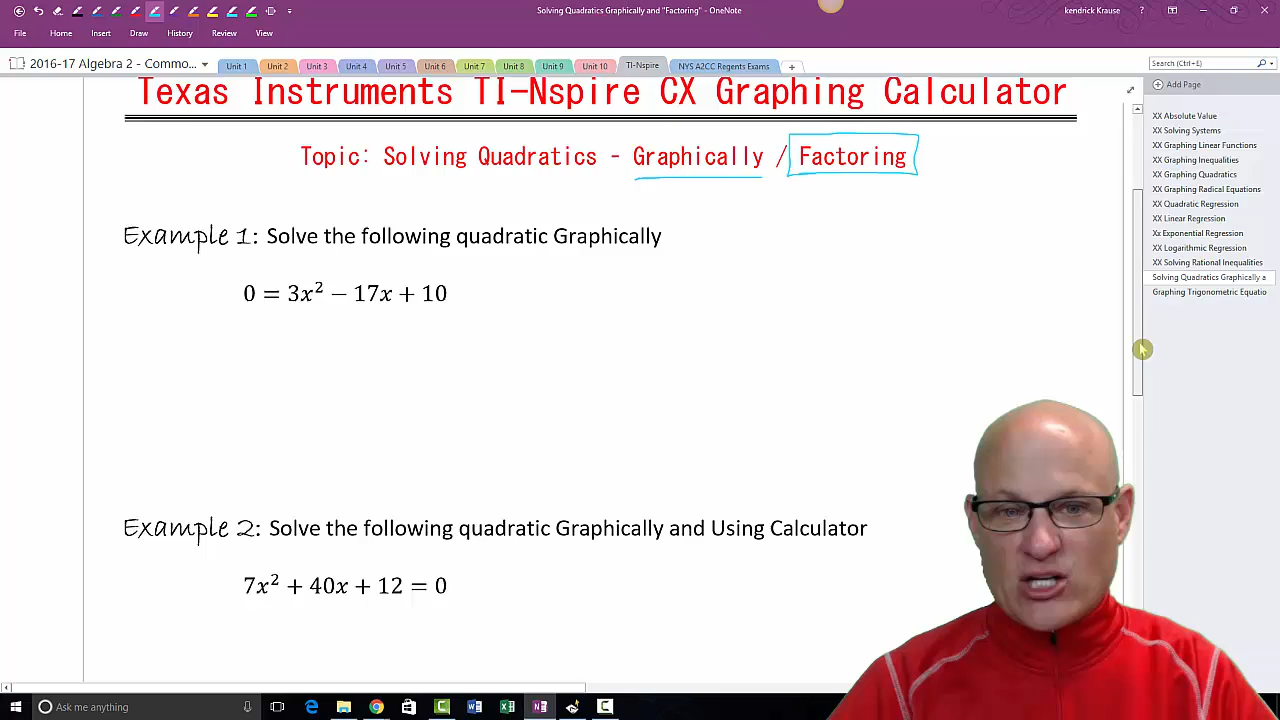 Solving Quadratics Graphically and "Factoring" - OneNote
kendrick Krause
?
File Home Insert Draw History Review View
2016-17 Algebra 2 - Commo...
Unit 1 Unit 2 Unit 3 Unit 4 Unit 5 Unit 6 Unit 7 Unit 8 Unit 9 Unit 10 TI-Nspire NYS A2CC Regents Exams +
Search (Ctrl+E)
Add Page
XX Absolute Value
XX Solving Systems
XX Graphing Linear Functions
XX Graphing Inequalities
XX Graphing Quadratics
XX Graphing Radical Equations
XX Quadratic Regression
XX Linear Regression
Xx Exponential Regression
XX Logarithmic Regression
XX Solving Rational Inequalities
Solving Quadratics Graphically a
Graphing Trigonometric Equatio
Texas Instruments TI-Nspire CX Graphing Calculator
Topic: Solving Quadratics - Graphically / Factoring
Example 1: Solve the following quadratic Graphically
0 = 3x² − 17x + 10
Example 2: Solve the following quadratic Graphically and Using Calculator
7x² + 40x + 12 = 0
Ask me anything